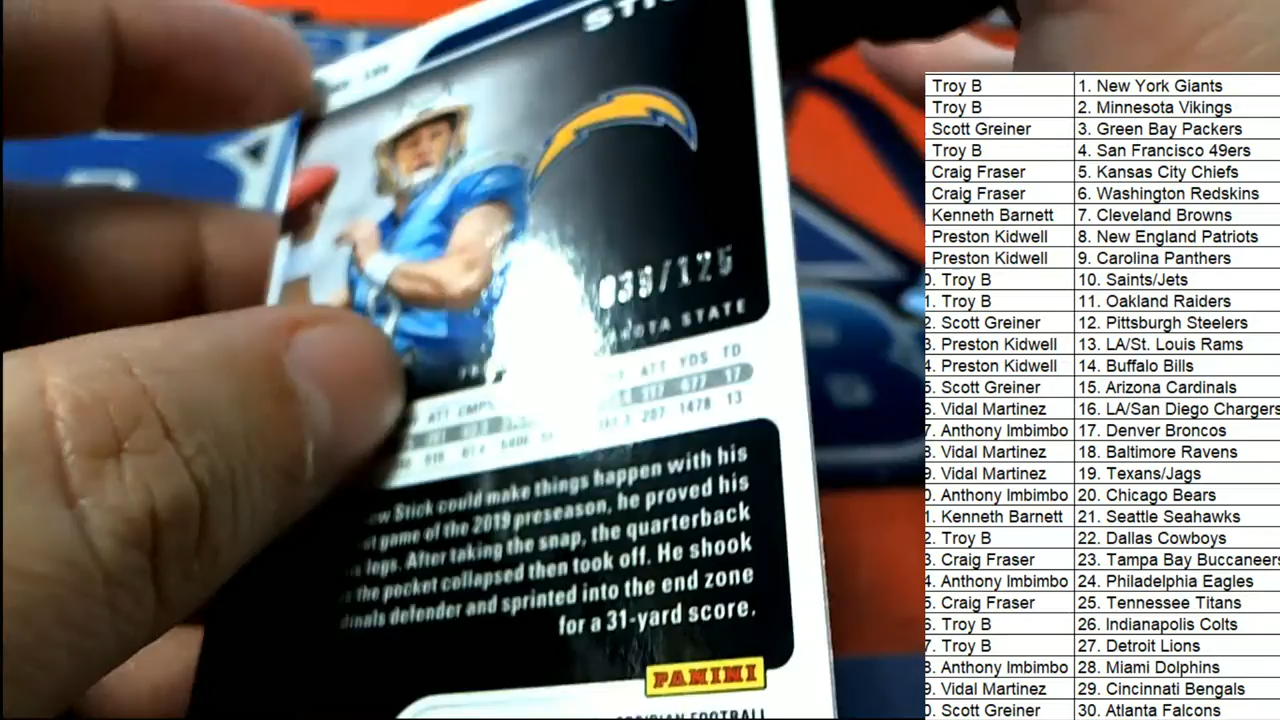 039/125
STATE
ATT YDS TD
677 17
207 1478 13
Stick could make things happen with his
game of the 2019 preseason, he proved his
legs. After taking the snap, the quarterback
the pocket collapsed then took off. He shook
defender and sprinted into the end zone
for a 31-yard score.
PANINI
FOOTBALL
Troy B 1. New York Giants
Troy B 2. Minnesota Vikings
Scott Greiner 3. Green Bay Packers
Troy B 4. San Francisco 49ers
Craig Fraser 5. Kansas City Chiefs
Craig Fraser 6. Washington Redskins
Kenneth Barnett 7. Cleveland Browns
Preston Kidwell 8. New England Patriots
Preston Kidwell 9. Carolina Panthers
0. Troy B 10. Saints/Jets
1. Troy B 11. Oakland Raiders
2. Scott Greiner 12. Pittsburgh Steelers
3. Preston Kidwell 13. LA/St. Louis Rams
4. Preston Kidwell 14. Buffalo Bills
5. Scott Greiner 15. Arizona Cardinals
6. Vidal Martinez 16. LA/San Diego Chargers
7. Anthony Imbimbo 17. Denver Broncos
8. Vidal Martinez 18. Baltimore Ravens
9. Vidal Martinez 19. Texans/Jags
0. Anthony Imbimbo 20. Chicago Bears
1. Kenneth Barnett 21. Seattle Seahawks
2. Troy B 22. Dallas Cowboys
3. Craig Fraser 23. Tampa Bay Buccaneers
4. Anthony Imbimbo 24. Philadelphia Eagles
5. Craig Fraser 25. Tennessee Titans
6. Troy B 26. Indianapolis Colts
7. Troy B 27. Detroit Lions
8. Anthony Imbimbo 28. Miami Dolphins
9. Vidal Martinez 29. Cincinnati Bengals
0. Scott Greiner 30. Atlanta Falcons